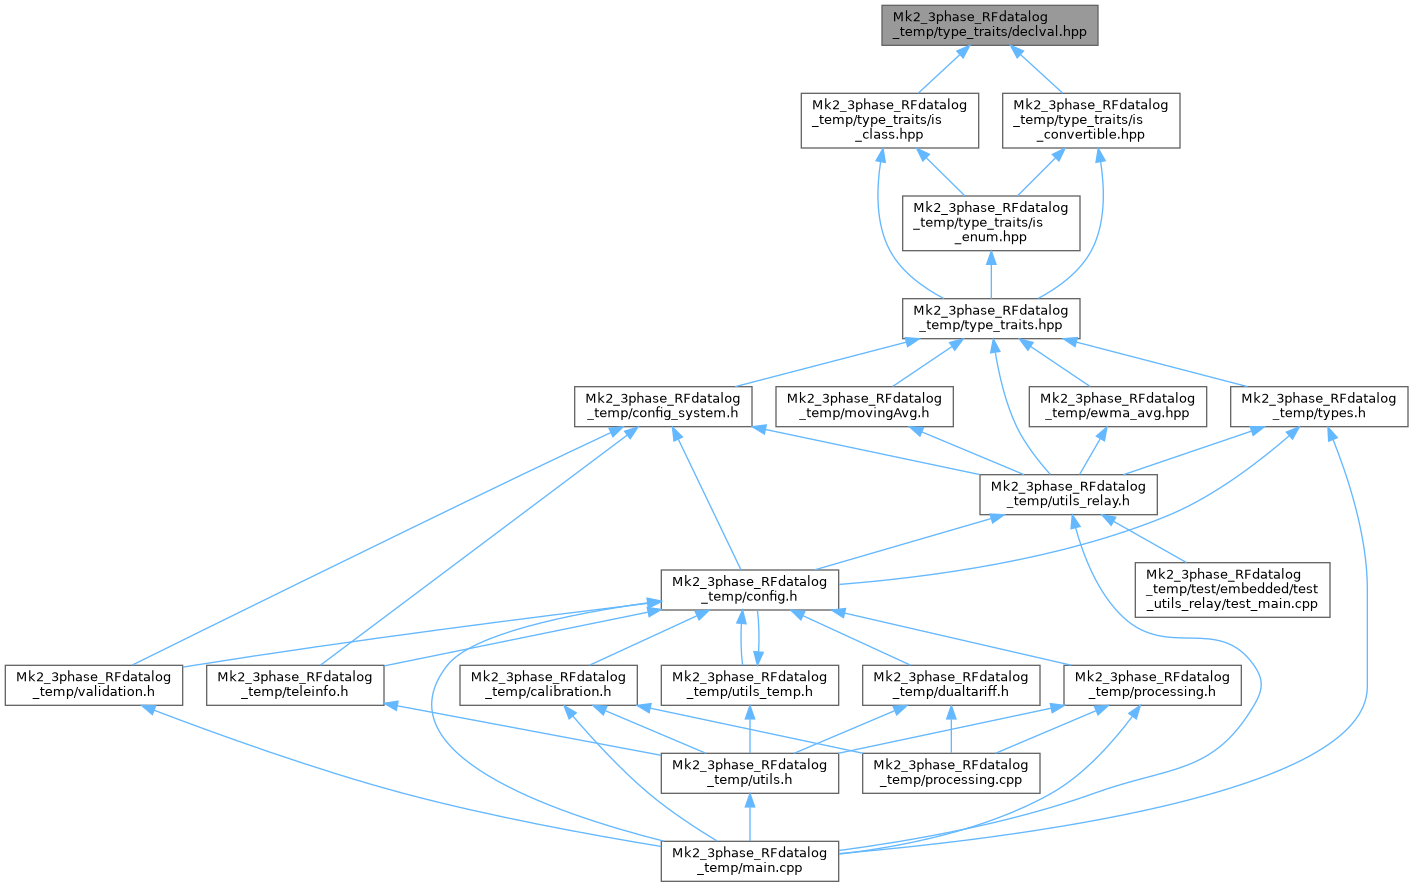 Mk2_3phase_RFdatalog
_temp/type_traits/declval.hpp
Mk2_3phase_RFdatalog
_temp/type_traits/is
_class.hpp
Mk2_3phase_RFdatalog
_temp/type_traits/is
_convertible.hpp
Mk2_3phase_RFdatalog
_temp/type_traits/is
_enum.hpp
Mk2_3phase_RFdatalog
_temp/type_traits.hpp
Mk2_3phase_RFdatalog
_temp/config_system.h
Mk2_3phase_RFdatalog
_temp/movingAvg.h
Mk2_3phase_RFdatalog
_temp/ewma_avg.hpp
Mk2_3phase_RFdatalog
_temp/types.h
Mk2_3phase_RFdatalog
_temp/utils_relay.h
Mk2_3phase_RFdatalog
_temp/config.h
Mk2_3phase_RFdatalog
_temp/test/embedded/test
_utils_relay/test_main.cpp
Mk2_3phase_RFdatalog
_temp/validation.h
Mk2_3phase_RFdatalog
_temp/teleinfo.h
Mk2_3phase_RFdatalog
_temp/calibration.h
Mk2_3phase_RFdatalog
_temp/utils_temp.h
Mk2_3phase_RFdatalog
_temp/dualtariff.h
Mk2_3phase_RFdatalog
_temp/processing.h
Mk2_3phase_RFdatalog
_temp/utils.h
Mk2_3phase_RFdatalog
_temp/processing.cpp
Mk2_3phase_RFdatalog
_temp/main.cpp